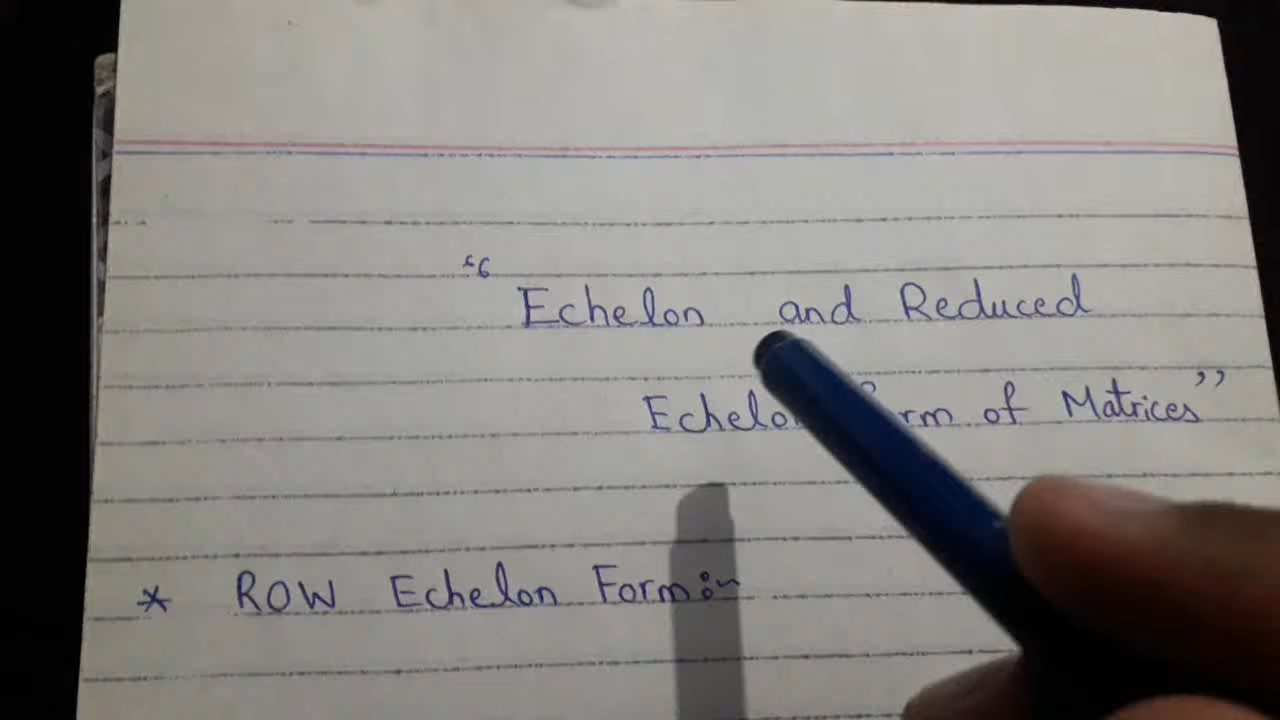 “ Echelon and Reduced
of Matrices”
* ROW Echelon Form:~